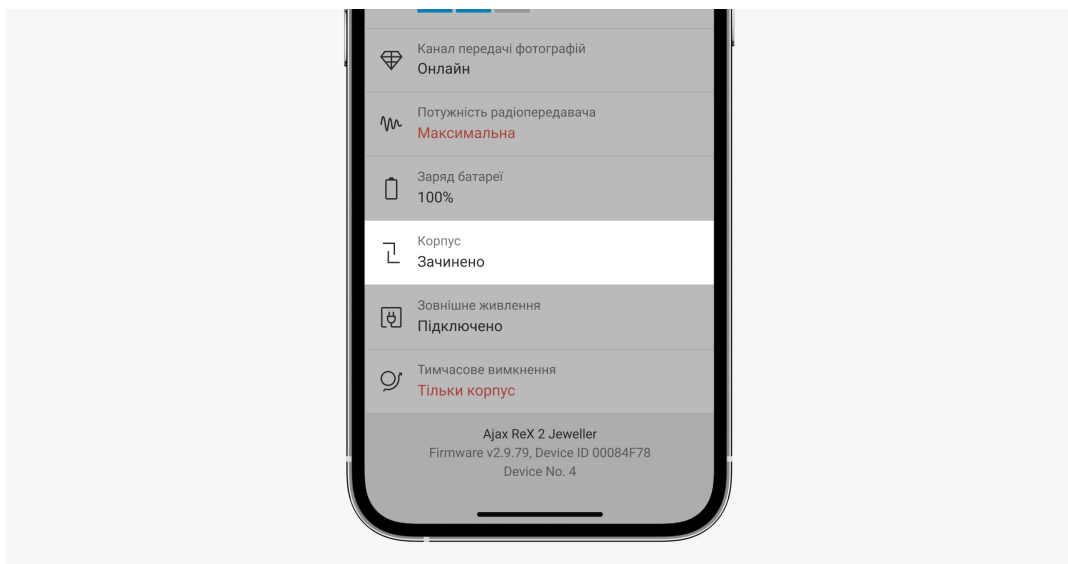 Канал передачі фотографій
Онлайн
Потужність радіопередавача
Максимальна
Заряд батареї
100%
Корпус
Зачинено
Зовнішнє живлення
Підключено
Тимчасове вимкнення
Тільки корпус
Ajax ReX 2 Jeweller
Firmware v2.9.79, Device ID 00084F78
Device No. 4